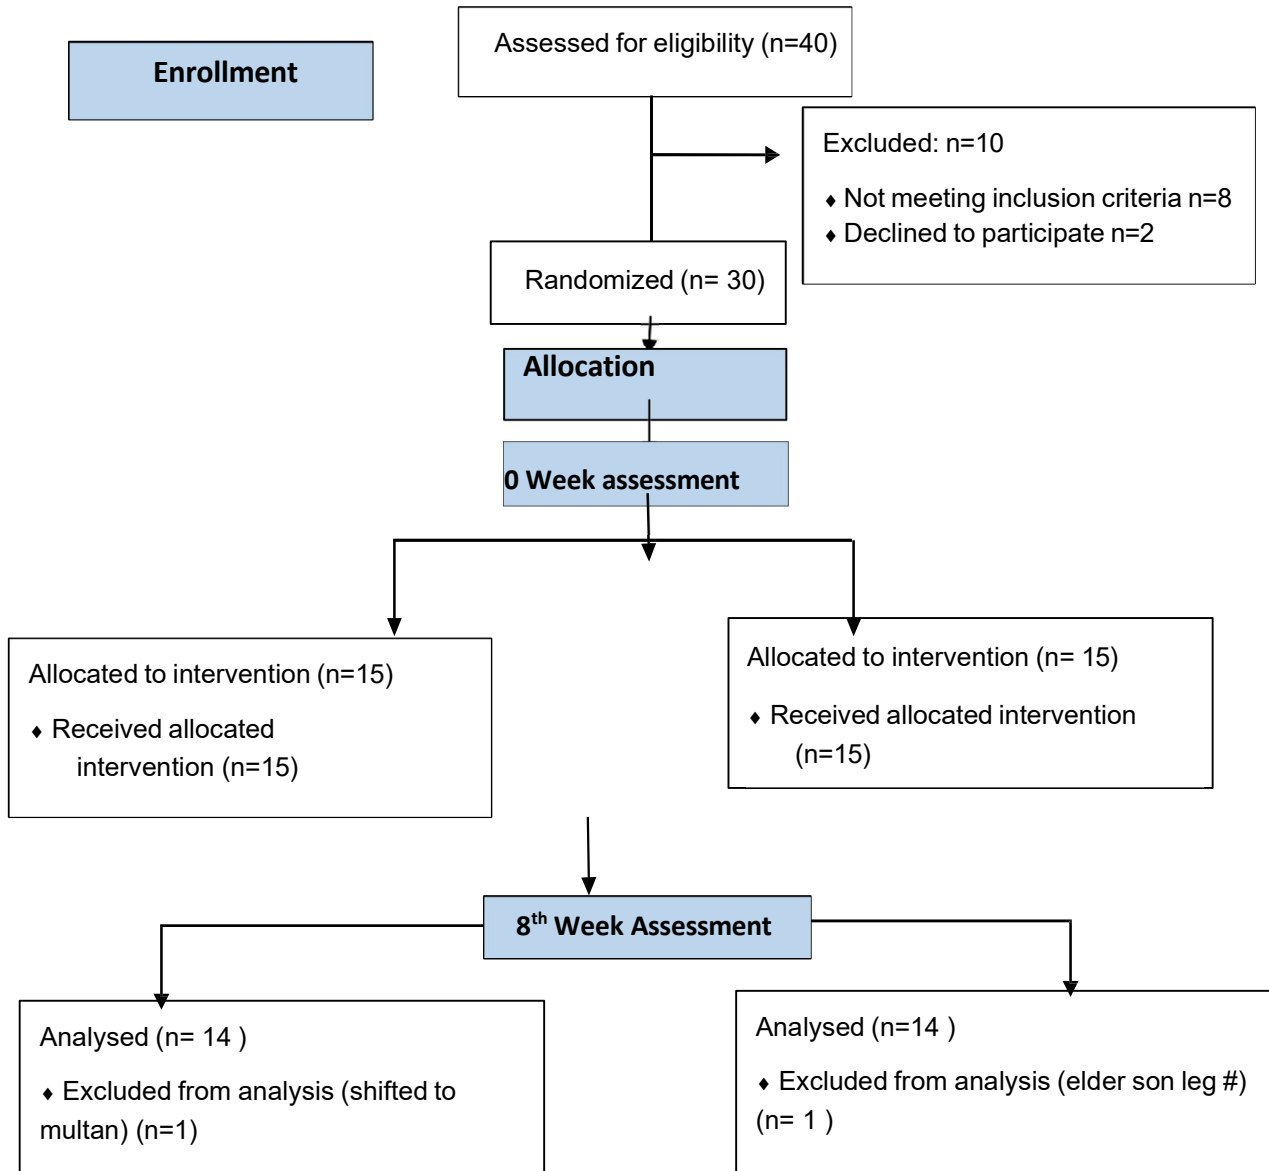 Assessed for eligibility (n=40)
Enrollment
Excluded: n=10
♦ Not meeting inclusion criteria n=8
♦ Declined to participate n=2
Randomized (n= 30)
Allocation
0 Week assessment
Allocated to intervention (n=15)
♦ Received allocated
intervention (n=15)
Allocated to intervention (n= 15)
♦ Received allocated intervention
(n=15)
8th Week Assessment
Analysed (n= 14 )
♦ Excluded from analysis (shifted to
multan) (n=1)
Analysed (n=14 )
♦ Excluded from analysis (elder son leg #)
(n= 1 )